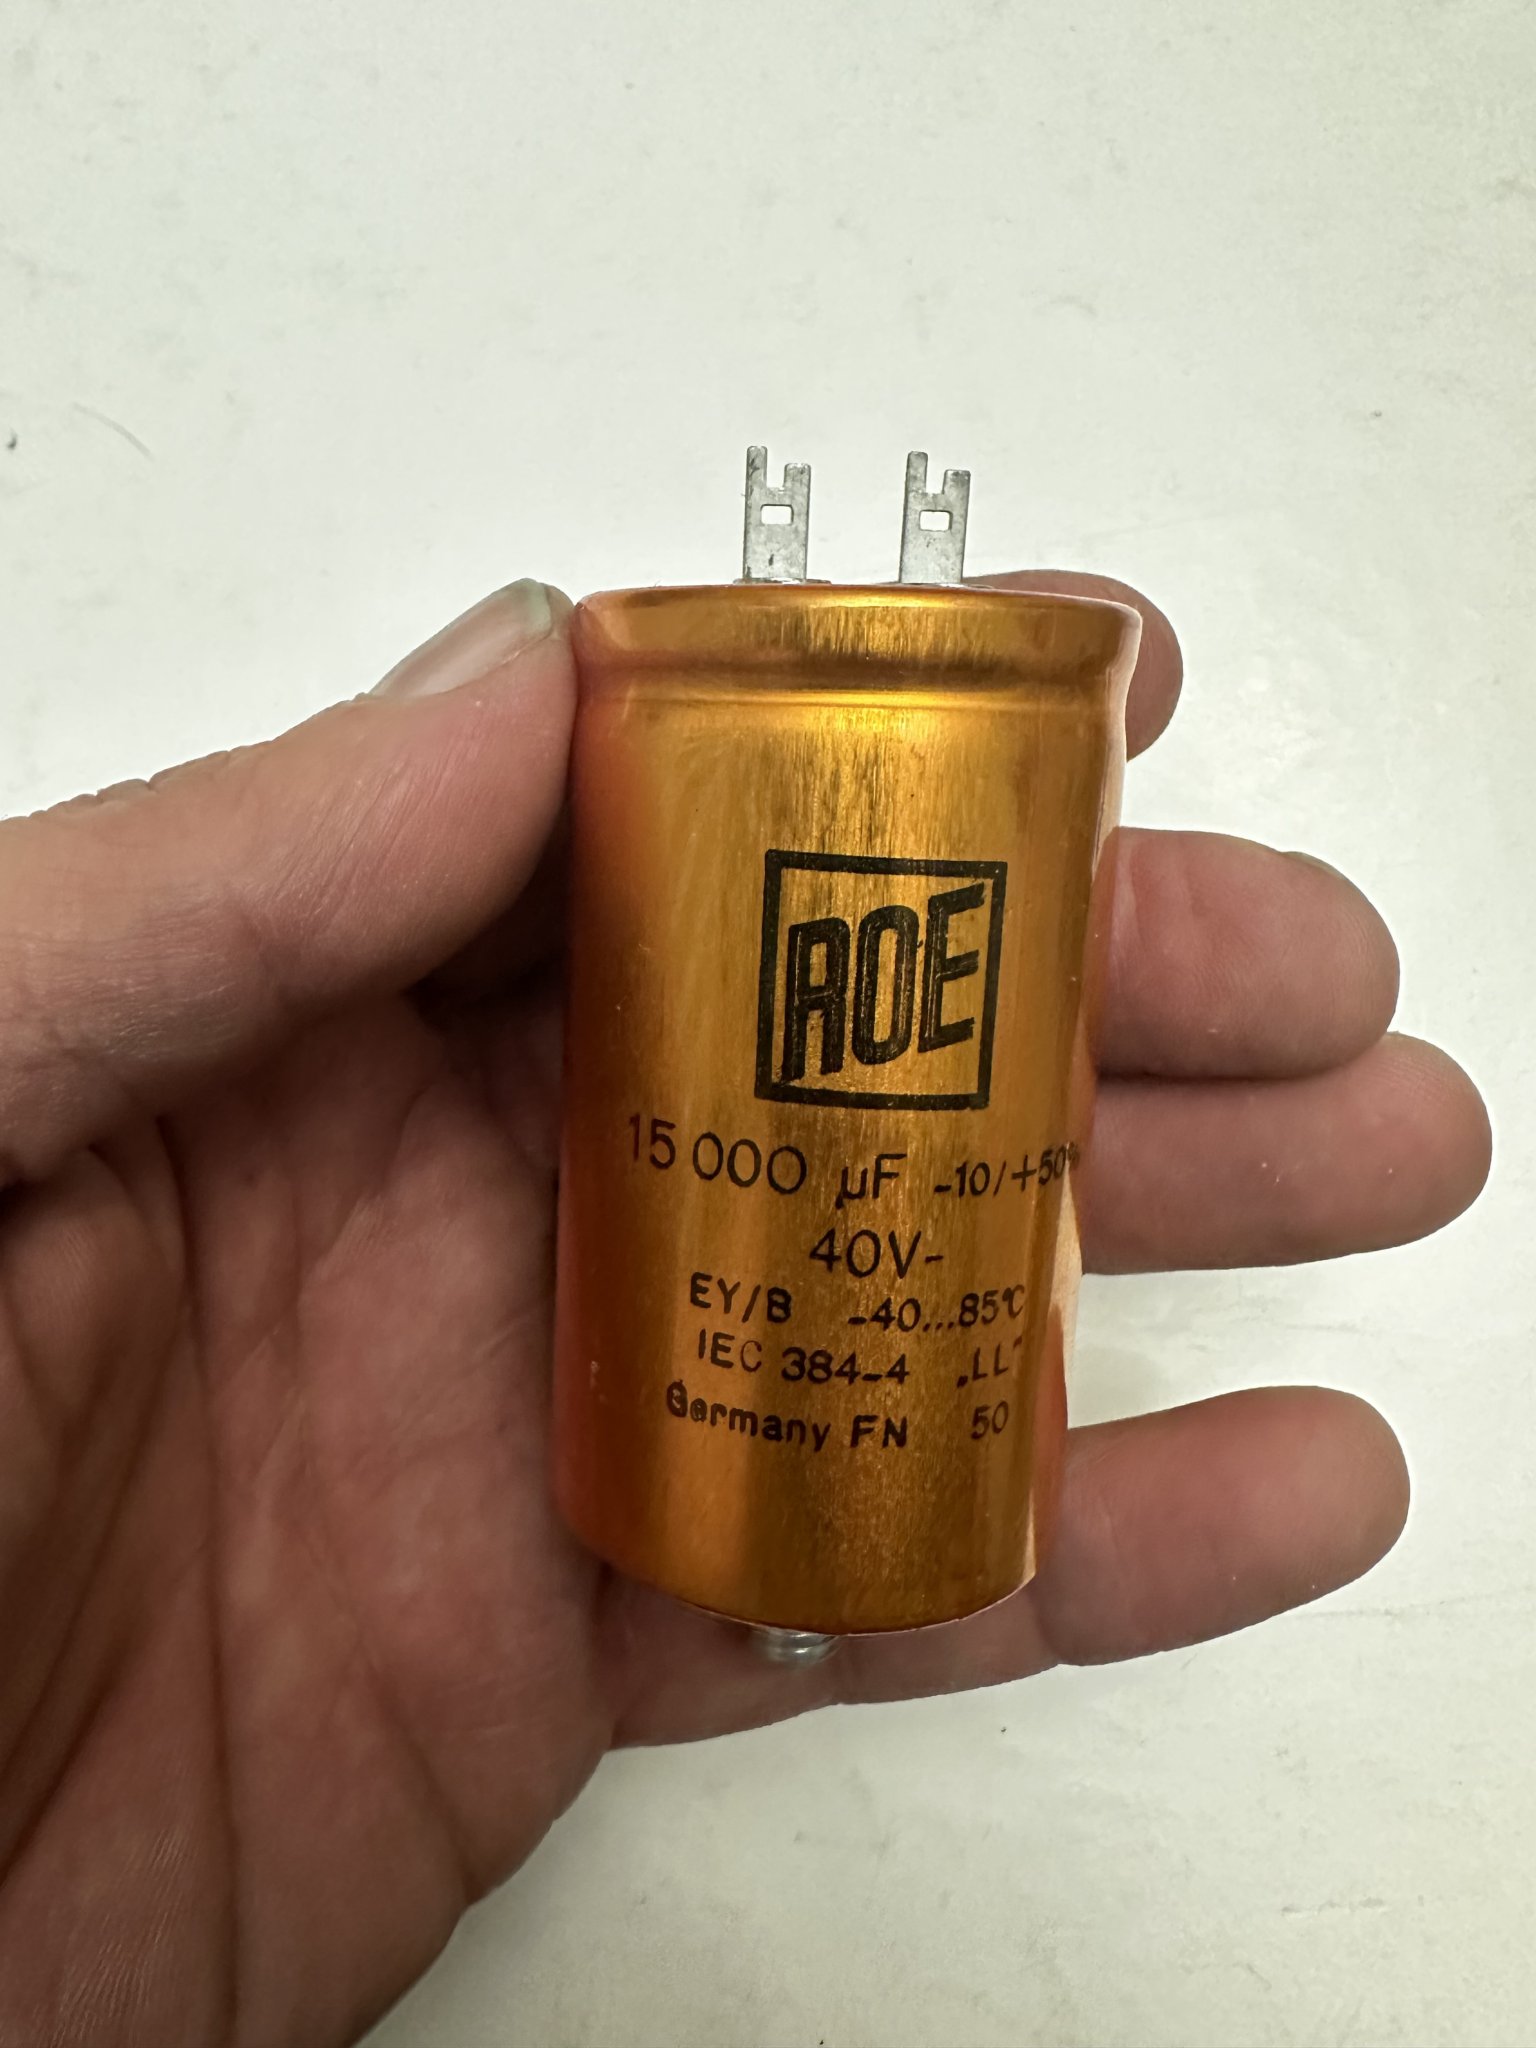 ROE
15 000 µF -10/+50%
40V-
EY/B -40...85°C
IEC 384-4 „LL"
Germany FN 50